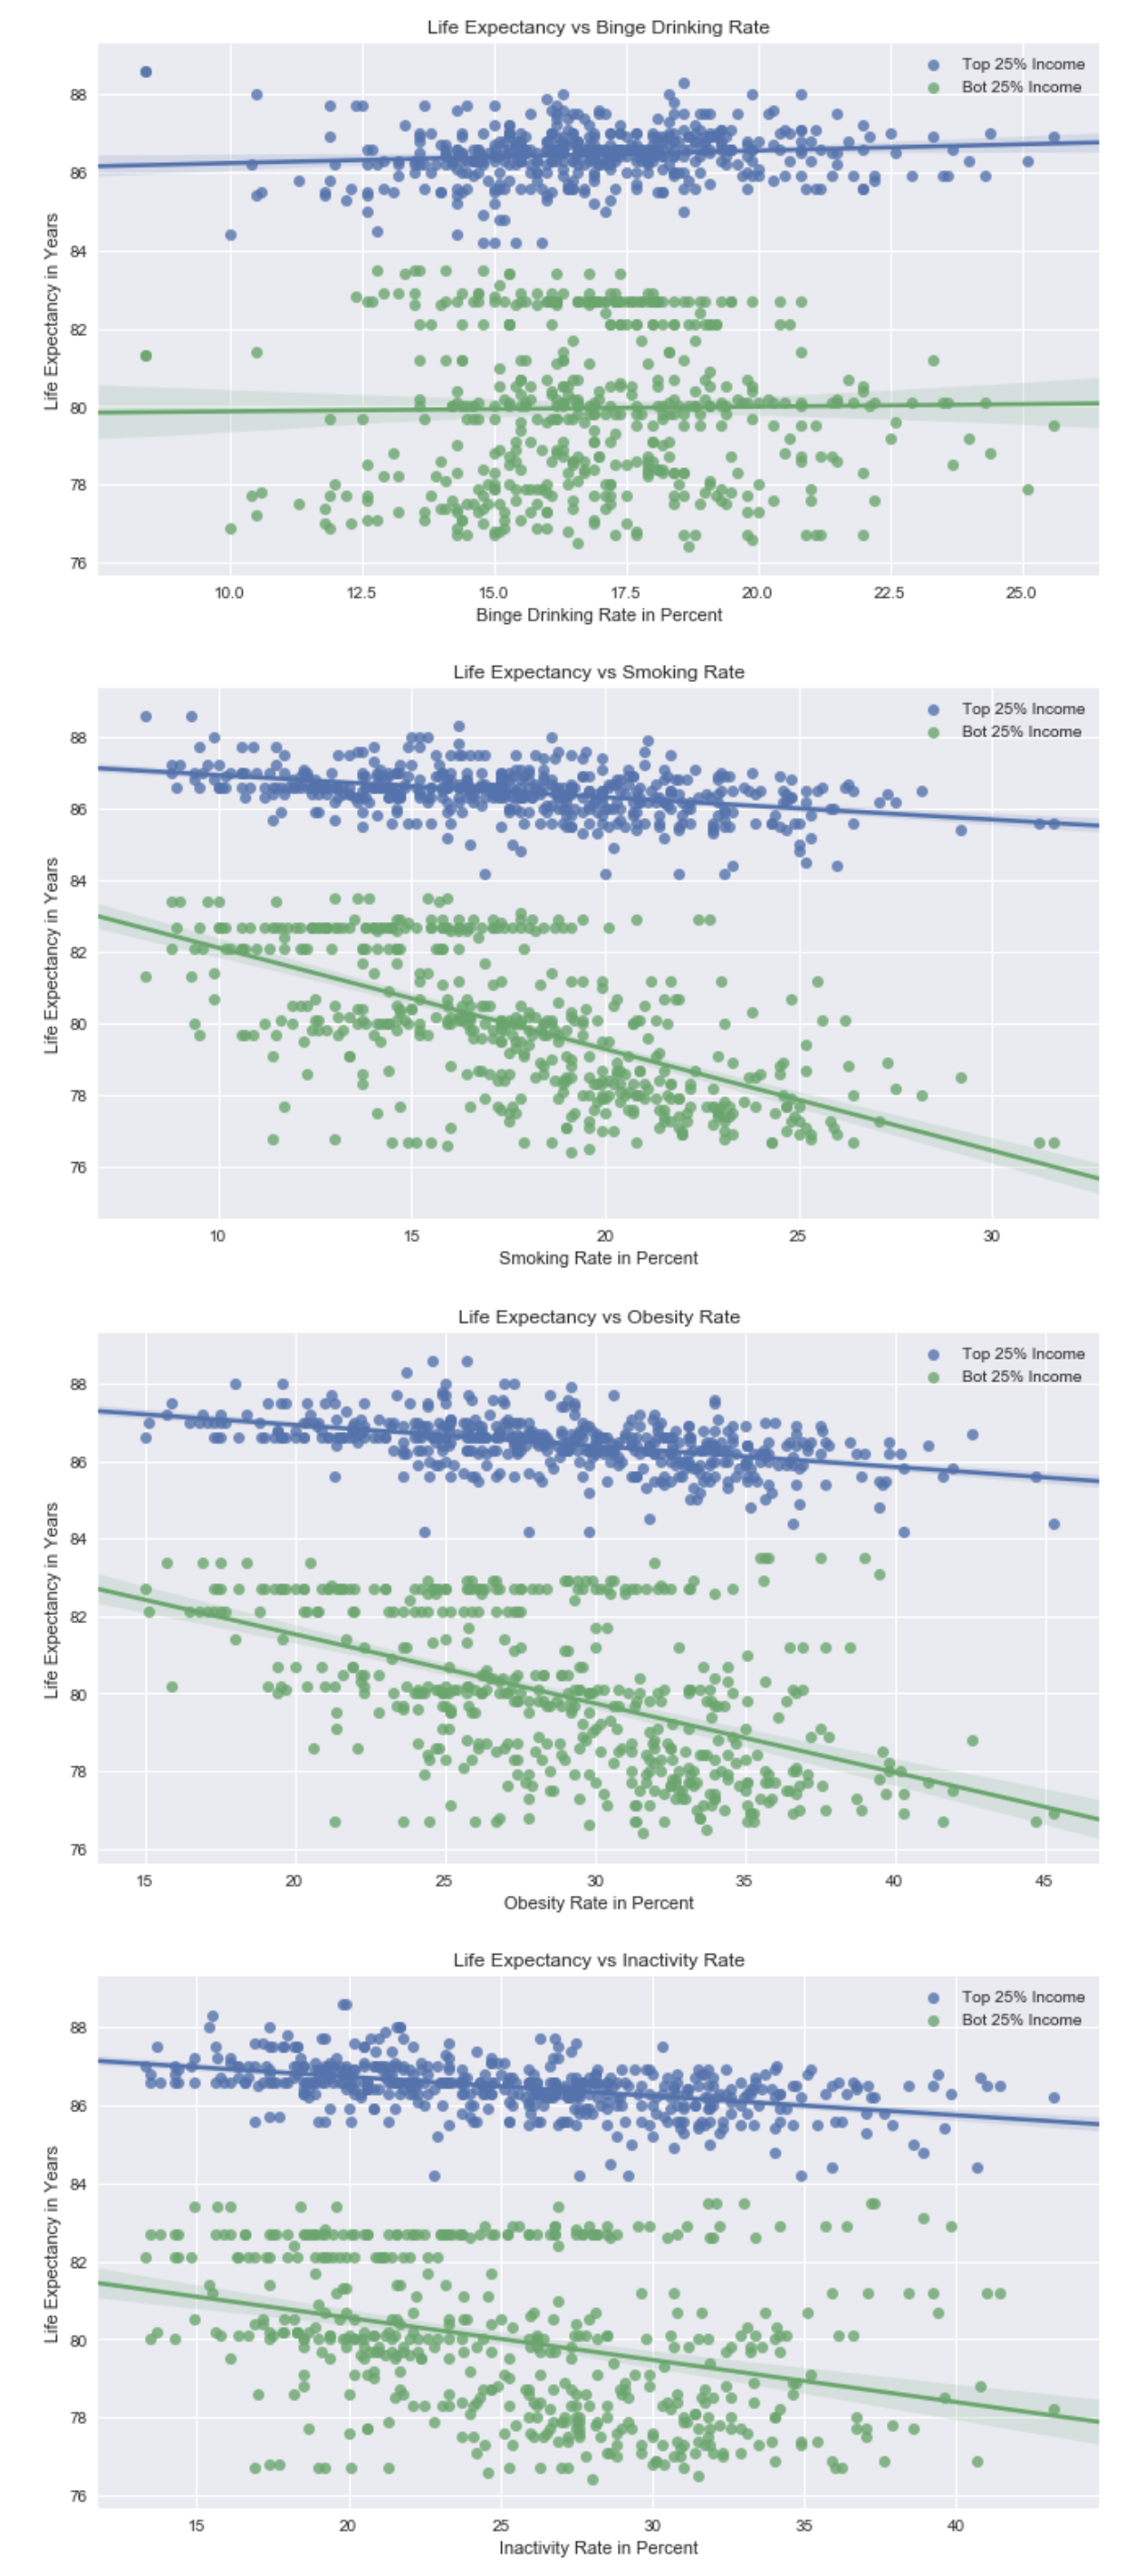 Life Expectancy vs Binge Drinking Rate
Top 25% Income
Bot 25% Income
88
86
84
82
80
78
76
Life Expectancy in Years
10.0 12.5 15.0 17.5 20.0 22.5 25.0
Binge Drinking Rate in Percent
Life Expectancy vs Smoking Rate
Top 25% Income
Bot 25% Income
88
86
84
82
80
78
76
Life Expectancy in Years
10 15 20 25 30
Smoking Rate in Percent
Life Expectancy vs Obesity Rate
Top 25% Income
Bot 25% Income
88
86
84
82
80
78
76
Life Expectancy in Years
15 20 25 30 35 40 45
Obesity Rate in Percent
Life Expectancy vs Inactivity Rate
Top 25% Income
Bot 25% Income
88
86
84
82
80
78
76
Life Expectancy in Years
15 20 25 30 35 40
Inactivity Rate in Percent